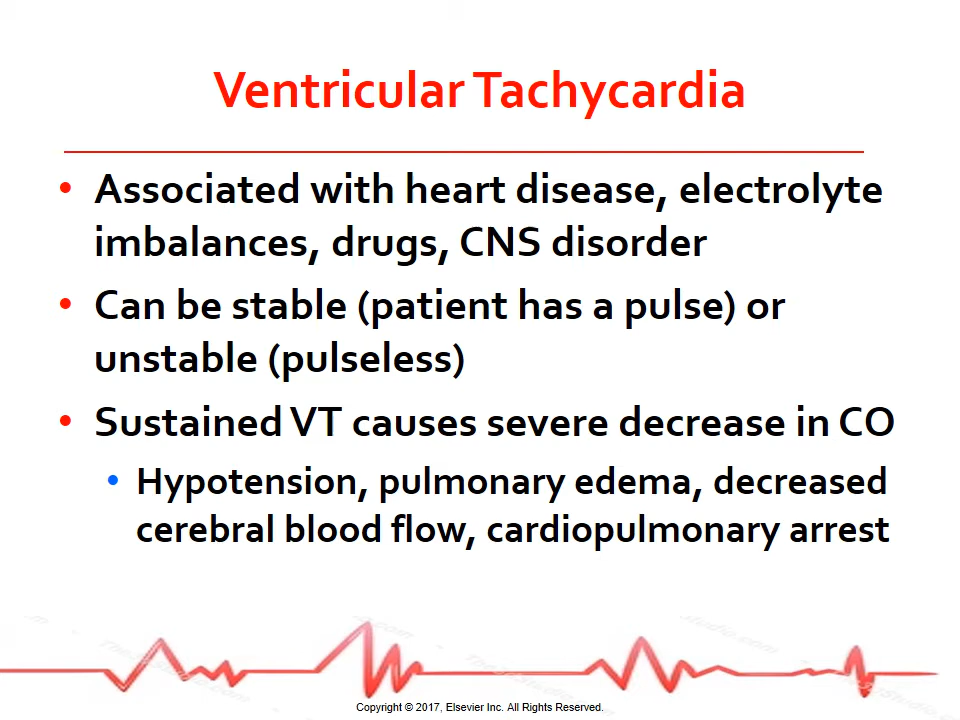 Ventricular Tachycardia
• Associated with heart disease, electrolyte
imbalances, drugs, CNS disorder
• Can be stable (patient has a pulse) or
unstable (pulseless)
• Sustained VT causes severe decrease in CO
• Hypotension, pulmonary edema, decreased
cerebral blood flow, cardiopulmonary arrest
Copyright © 2017, Elsevier Inc. All Rights Reserved.